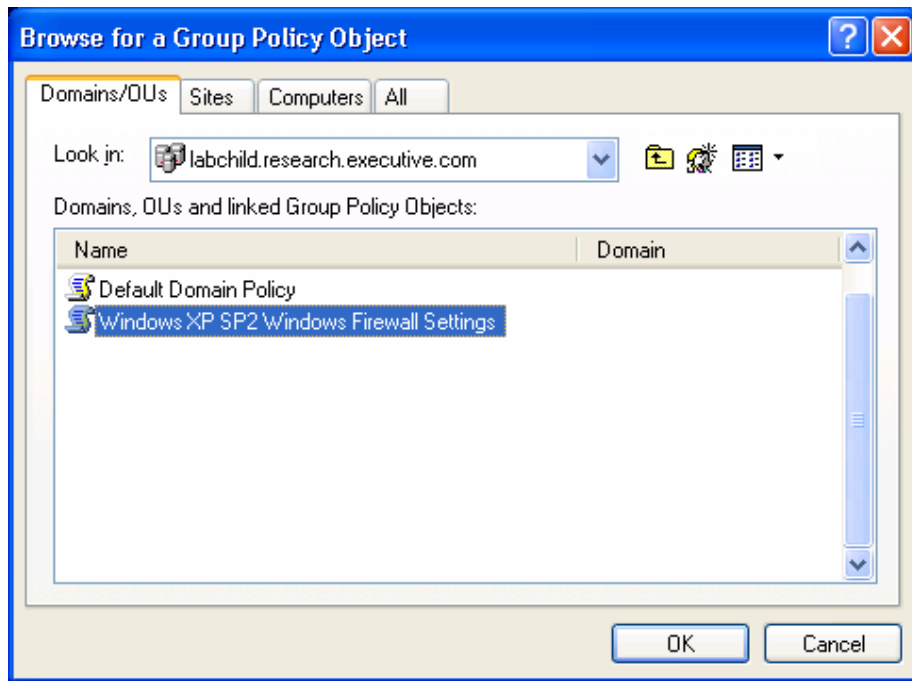 Browse for a Group Policy Object
Domains/OUs Sites Computers All
Look in: labchild.research.executive.com
Domains, OUs and linked Group Policy Objects:
Name Domain
Default Domain Policy
Windows XP SP2 Windows Firewall Settings
OK Cancel